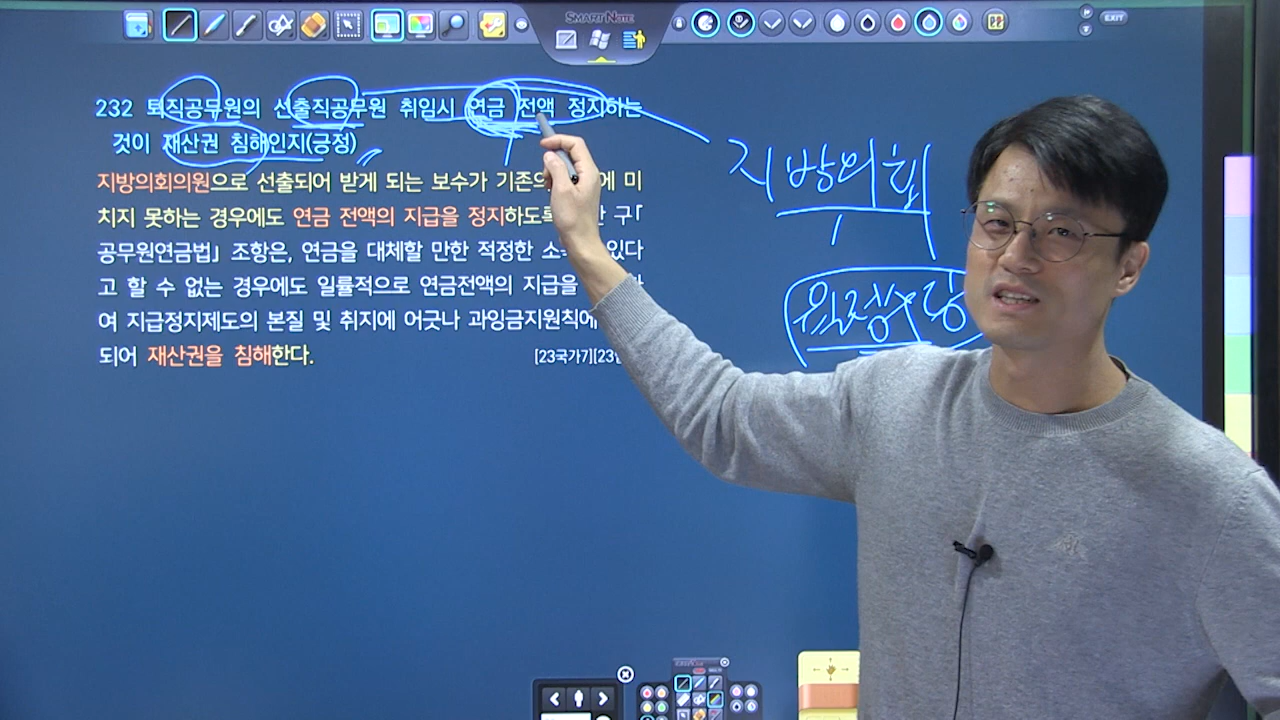 SMART NOTE
EXIT
232 퇴직공무원의 선출직공무원 취임시 연금 전액 정지하는
것이 재산권 침해인지(긍정)
지방의회의원으로 선출되어 받게 되는 보수가 기존의 에 미
치지 못하는 경우에도 연금 전액의 지급을 정지하도록 구「
공무원연금법」 조항은, 연금을 대체할 만한 적정한 있다
고 할 수 없는 경우에도 일률적으로 연금전액의 지급을
여 지급정지제도의 본질 및 취지에 어긋나 과잉금지원칙에
되어 재산권을 침해한다.
[23국가7][23
지방의회
월정수당